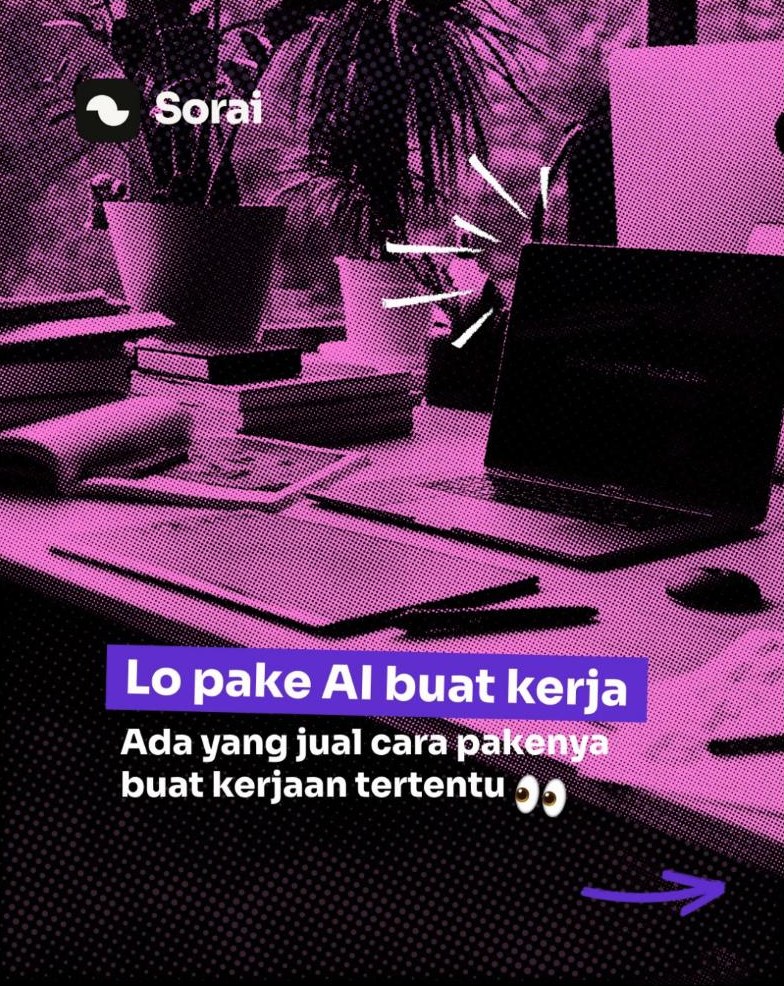 Sorai
Lo pake AI buat kerja
Ada yang jual cara pakenya
buat kerjaan tertentu 👀